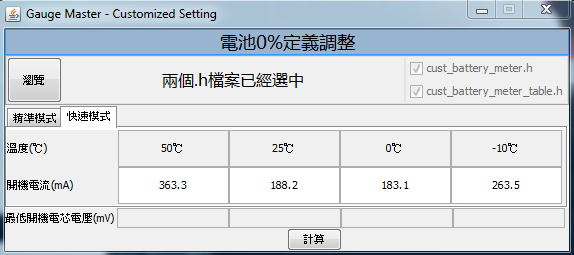 Gauge Master - Customized Setting
電池0%定義調整
瀏覽
兩個.h檔案已經選中
cust_battery_meter.h
cust_battery_meter_table.h
精準模式 快速模式
溫度(℃) 50℃ 25℃ 0℃ -10℃
開機電流(mA) 363.3 188.2 183.1 263.5
最低開機電芯電壓(mV)
計算